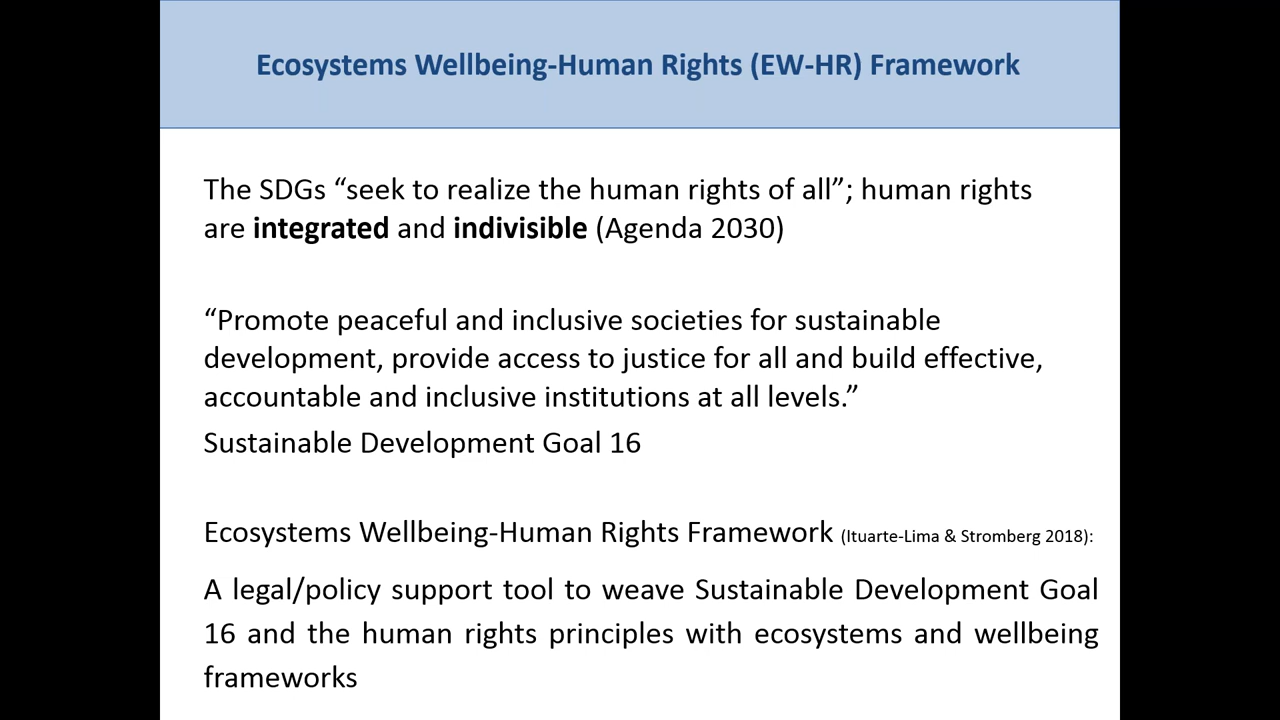 Ecosystems Wellbeing-Human Rights (EW-HR) Framework
The SDGs “seek to realize the human rights of all”; human rights
are integrated and indivisible (Agenda 2030)
“Promote peaceful and inclusive societies for sustainable
development, provide access to justice for all and build effective,
accountable and inclusive institutions at all levels.”
Sustainable Development Goal 16
Ecosystems Wellbeing-Human Rights Framework (Ituarte-Lima & Stromberg 2018):
A legal/policy support tool to weave Sustainable Development Goal
16 and the human rights principles with ecosystems and wellbeing
frameworks